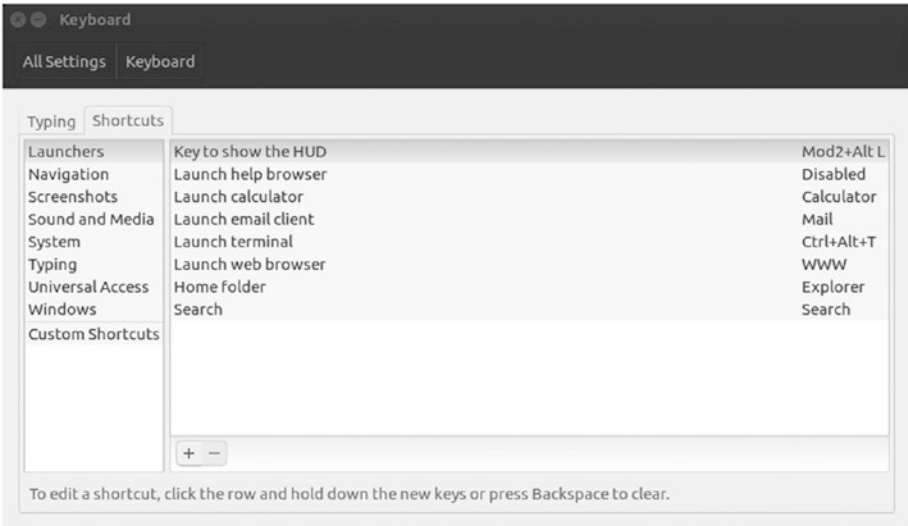 Keyboard
All Settings Keyboard
Typing Shortcuts
Launchers
Navigation
Screenshots
Sound and Media
System
Typing
Universal Access
Windows
Custom Shortcuts
Key to show the HUD Mod2+Alt L
Launch help browser Disabled
Launch calculator Calculator
Launch email client Mail
Launch terminal Ctrl+Alt+T
Launch web browser WWW
Home folder Explorer
Search Search
+ −
To edit a shortcut, click the row and hold down the new keys or press Backspace to clear.